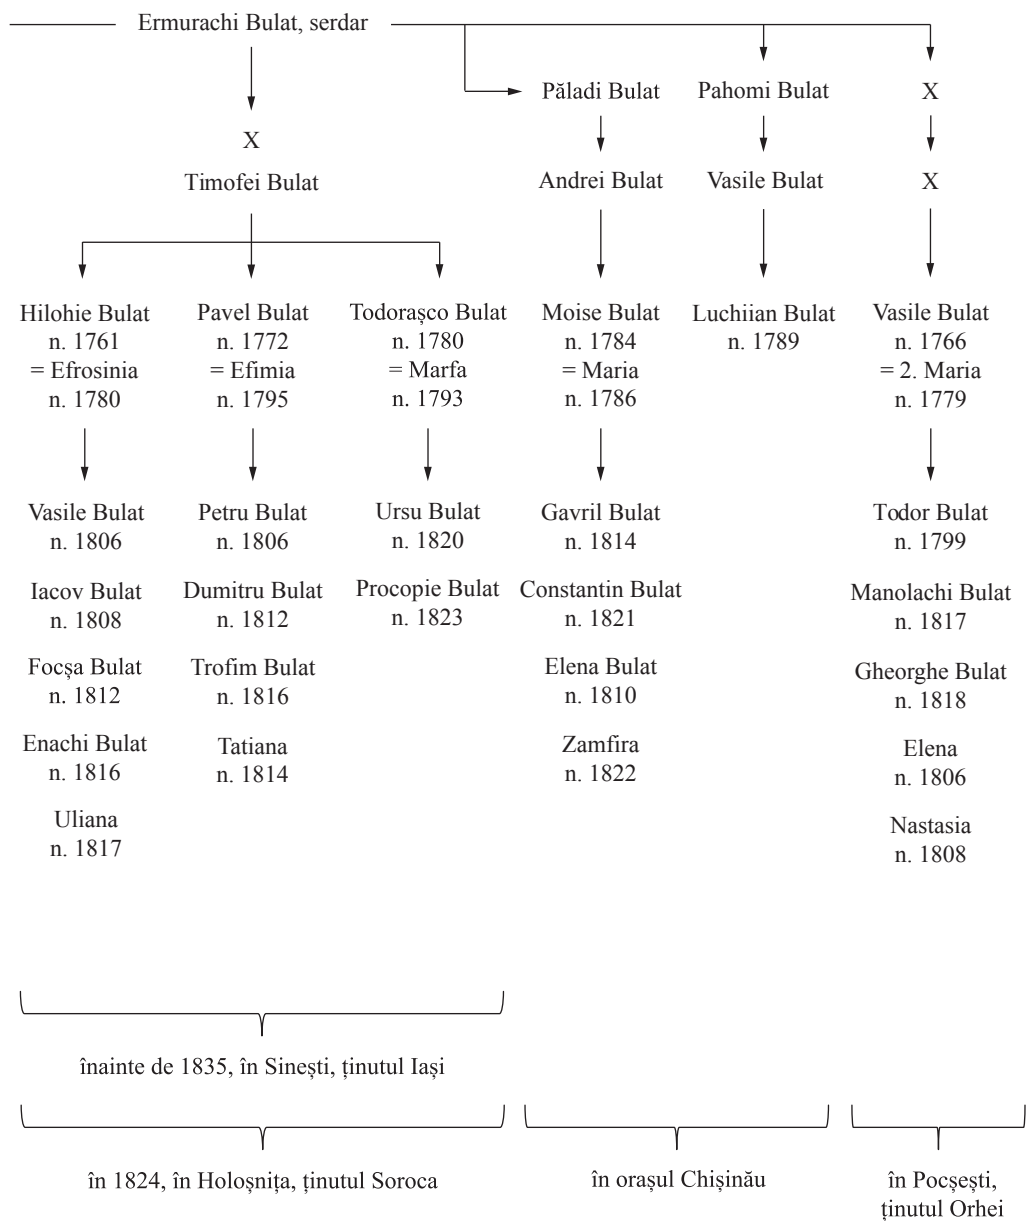 Ermurachi Bulat, serdar
Păladi Bulat
Pahomi Bulat
X
X
Timofei Bulat
Andrei Bulat
Vasile Bulat
X
Hilohie Bulat
n. 1761
= Efrosinia
n. 1780
Pavel Bulat
n. 1772
= Efimia
n. 1795
Todorașco Bulat
n. 1780
= Marfa
n. 1793
Moise Bulat
n. 1784
= Maria
n. 1786
Luchiian Bulat
n. 1789
Vasile Bulat
n. 1766
= 2. Maria
n. 1779
Vasile Bulat
n. 1806
Iacov Bulat
n. 1808
Focșa Bulat
n. 1812
Enachi Bulat
n. 1816
Uliana
n. 1817
Petru Bulat
n. 1806
Dumitru Bulat
n. 1812
Trofim Bulat
n. 1816
Tatiana
n. 1814
Ursu Bulat
n. 1820
Procopie Bulat
n. 1823
Gavril Bulat
n. 1814
Constantin Bulat
n. 1821
Elena Bulat
n. 1810
Zamfira
n. 1822
Todor Bulat
n. 1799
Manolachi Bulat
n. 1817
Gheorghe Bulat
n. 1818
Elena
n. 1806
Nastasia
n. 1808
înainte de 1835, în Sinești, ținutul Iași
în 1824, în Holoșnița, ținutul Soroca
în orașul Chișinău
în Pocșești,
ținutul Orhei